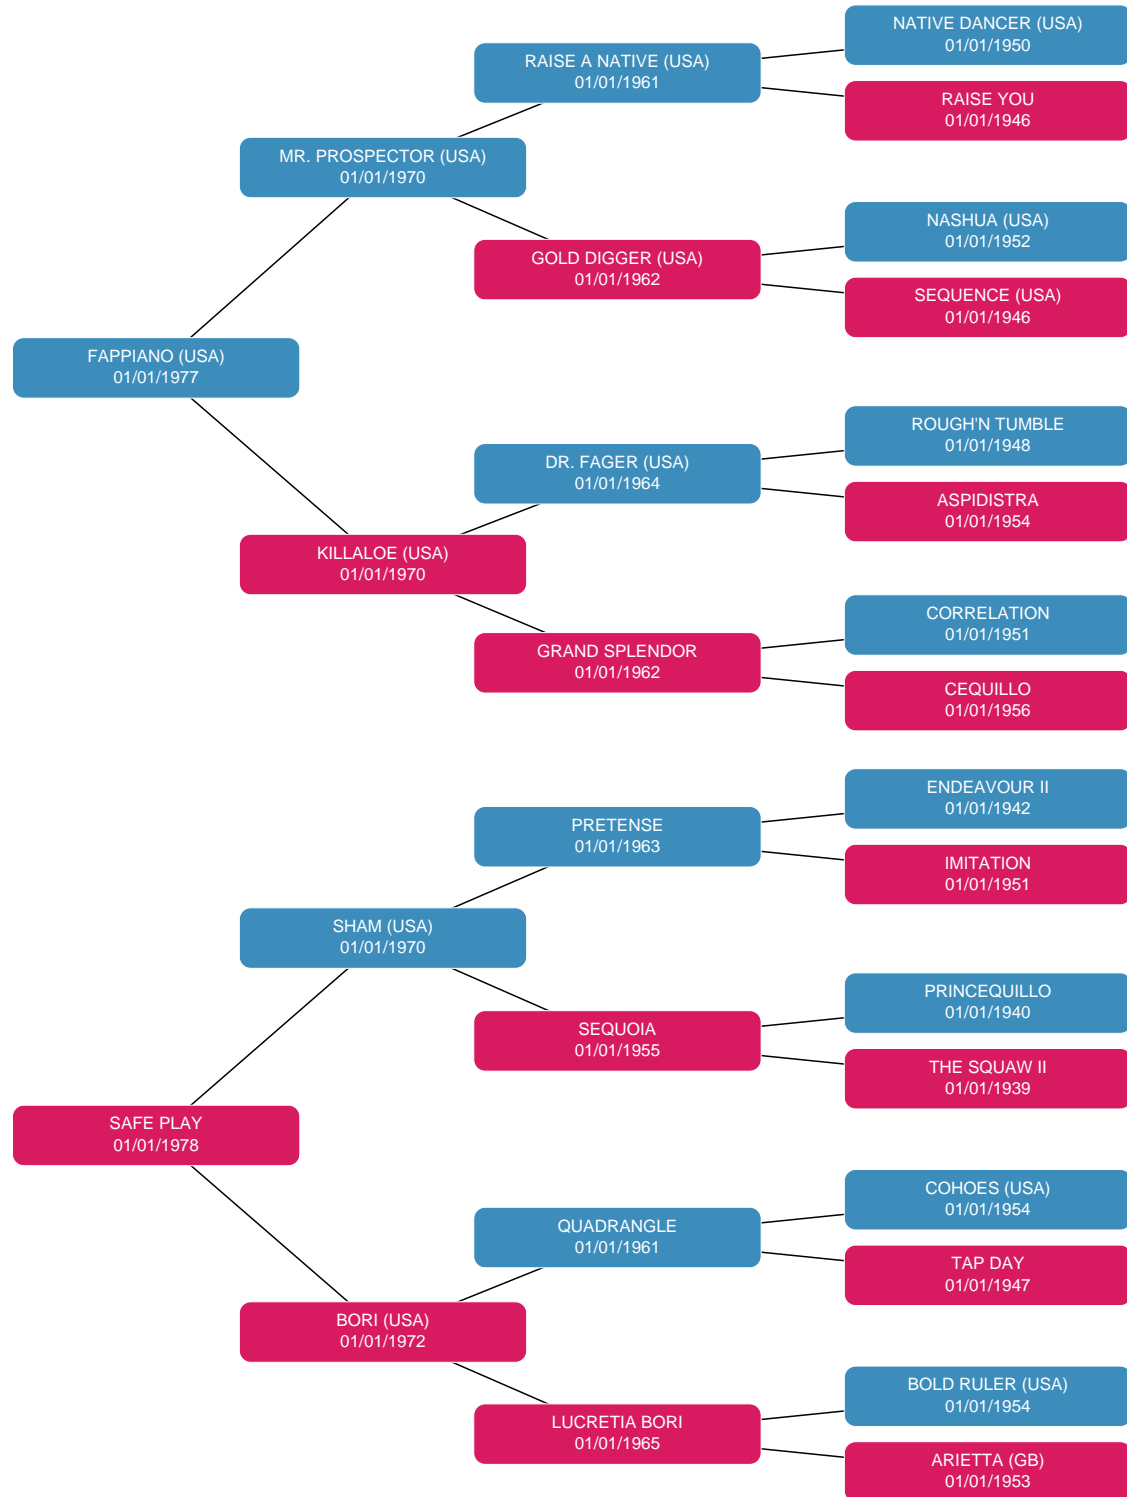 NATIVE DANCER (USA)
01/01/1950
RAISE A NATIVE (USA)
01/01/1961
RAISE YOU
01/01/1946
MR. PROSPECTOR (USA)
01/01/1970
NASHUA (USA)
01/01/1952
GOLD DIGGER (USA)
01/01/1962
SEQUENCE (USA)
01/01/1946
FAPPIANO (USA)
01/01/1977
ROUGH'N TUMBLE
01/01/1948
DR. FAGER (USA)
01/01/1964
ASPIDISTRA
01/01/1954
KILLALOE (USA)
01/01/1970
CORRELATION
01/01/1951
GRAND SPLENDOR
01/01/1962
CEQUILLO
01/01/1956
ENDEAVOUR II
01/01/1942
PRETENSE
01/01/1963
IMITATION
01/01/1951
SHAM (USA)
01/01/1970
PRINCEQUILLO
01/01/1940
SEQUOIA
01/01/1955
THE SQUAW II
01/01/1939
SAFE PLAY
01/01/1978
COHOES (USA)
01/01/1954
QUADRANGLE
01/01/1961
TAP DAY
01/01/1947
BORI (USA)
01/01/1972
BOLD RULER (USA)
01/01/1954
LUCRETIA BORI
01/01/1965
ARIETTA (GB)
01/01/1953